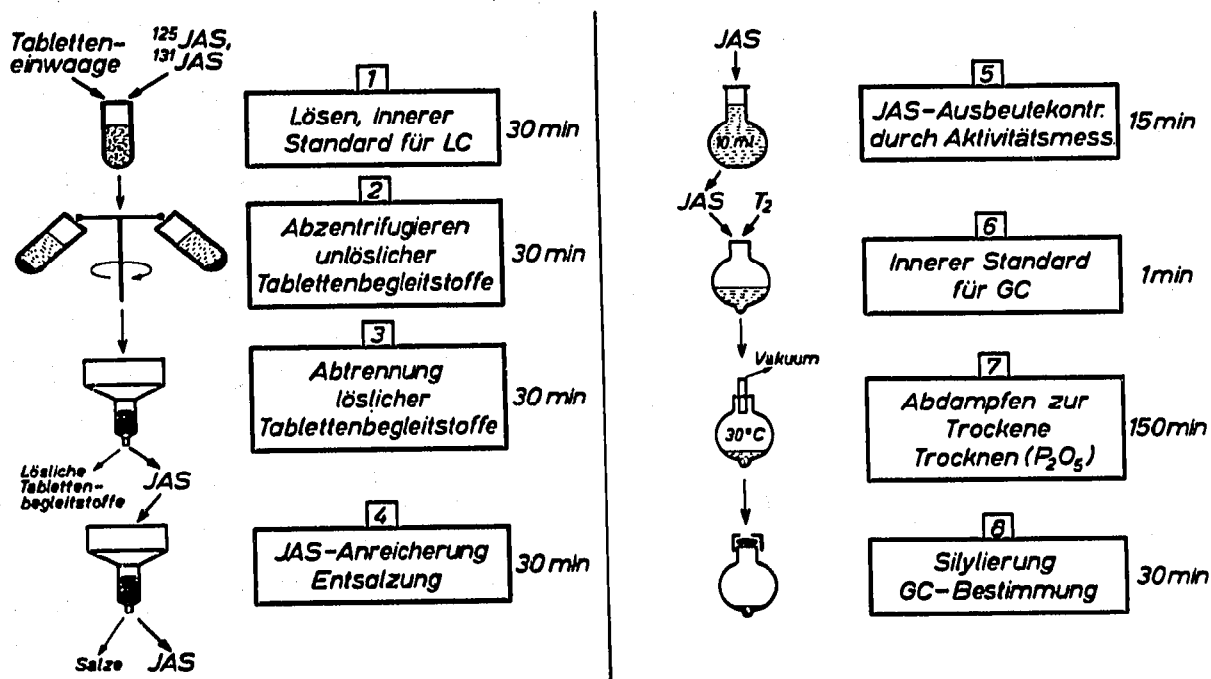 Tabletten-
einwaage
¹²⁵JAS,
¹³¹JAS
1
Lösen, Innerer
Standard für LC
30 min
2
Abzentrifugieren
unlöslicher
Tablettenbegleitstoffe
30 min
3
Abtrennung
löslicher
Tablettenbegleitstoffe
30 min
Lösliche
Tabletten-
begleitstoffe
JAS
4
JAS-Anreicherung
Entsalzung
30 min
Salze
JAS
JAS
10 ml
5
JAS-Ausbeutekontr.
durch Aktivitätsmess.
15 min
JAS
T₂
6
Innerer Standard
für GC
1 min
Vakuum
30°C
7
Abdampfen zur
Trockene
Trocknen (P₂O₅)
150 min
8
Silylierung
GC-Bestimmung
30 min